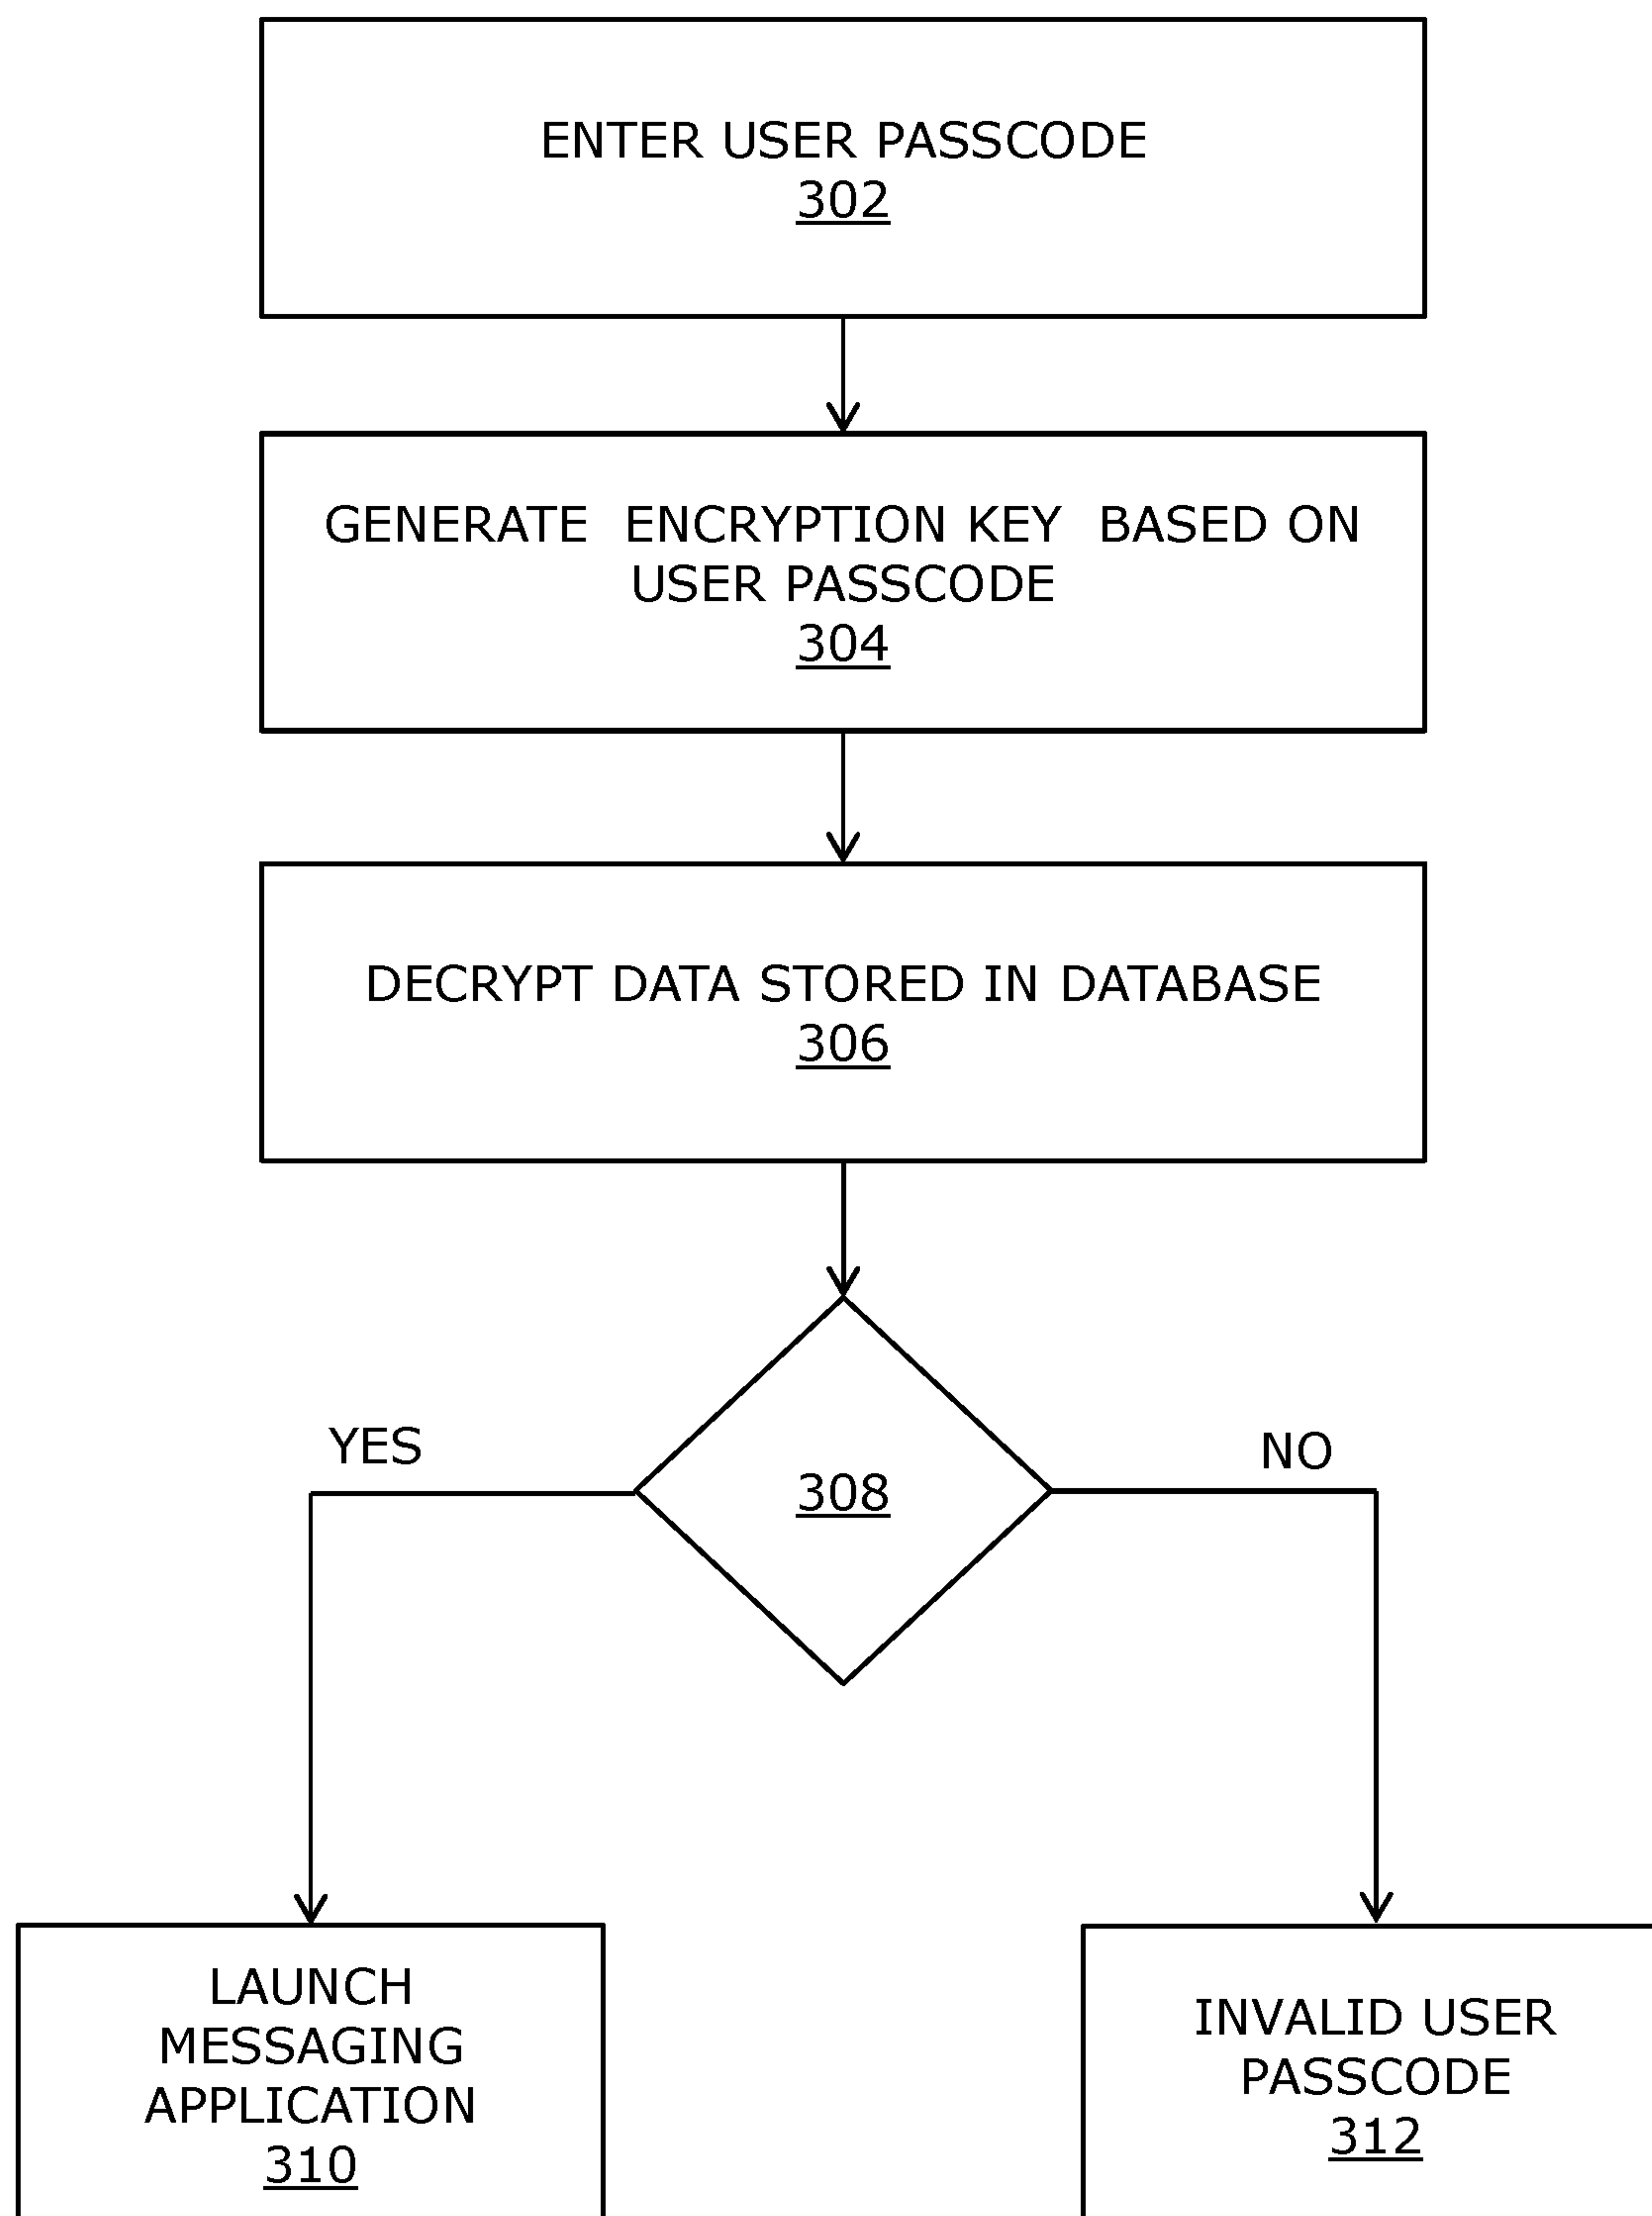 ENTER USER PASSCODE
302
GENERATE ENCRYPTION KEY BASED ON
USER PASSCODE
304
DECRYPT DATA STORED IN DATABASE
306
YES
NO
308
LAUNCH
MESSAGING
APPLICATION
310
INVALID USER
PASSCODE
312